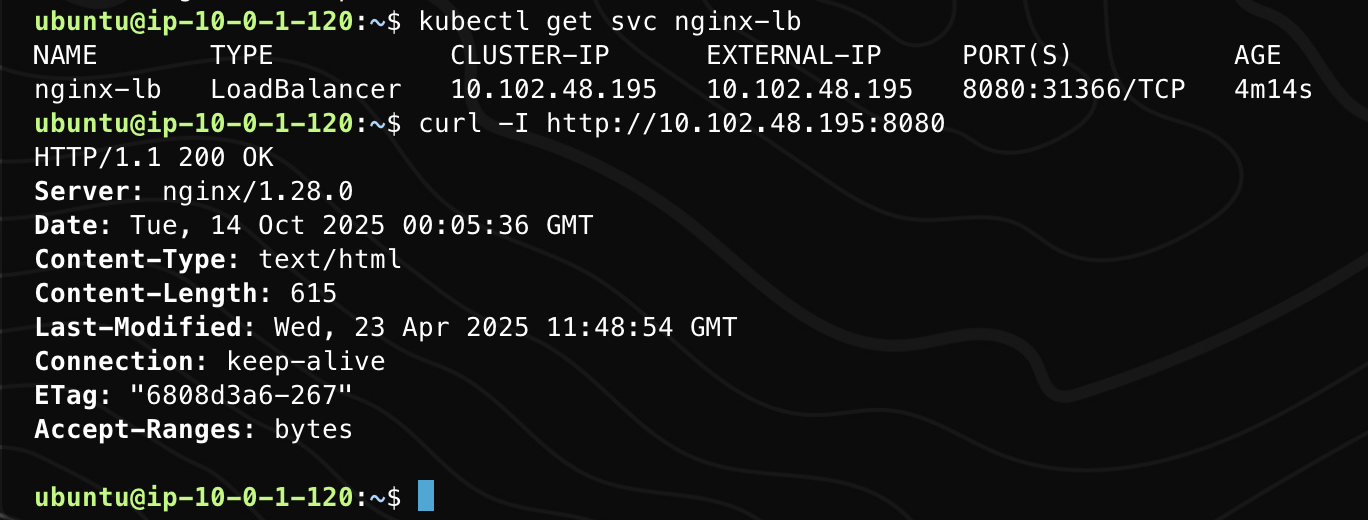 ubuntu@ip-10-0-1-120:~$ kubectl get svc nginx-lb
NAME       TYPE           CLUSTER-IP      EXTERNAL-IP     PORT(S)          AGE
nginx-lb   LoadBalancer   10.102.48.195   10.102.48.195   8080:31366/TCP   4m14s
ubuntu@ip-10-0-1-120:~$ curl -I http://10.102.48.195:8080
HTTP/1.1 200 OK
Server: nginx/1.28.0
Date: Tue, 14 Oct 2025 00:05:36 GMT
Content-Type: text/html
Content-Length: 615
Last-Modified: Wed, 23 Apr 2025 11:48:54 GMT
Connection: keep-alive
ETag: "6808d3a6-267"
Accept-Ranges: bytes
ubuntu@ip-10-0-1-120:~$